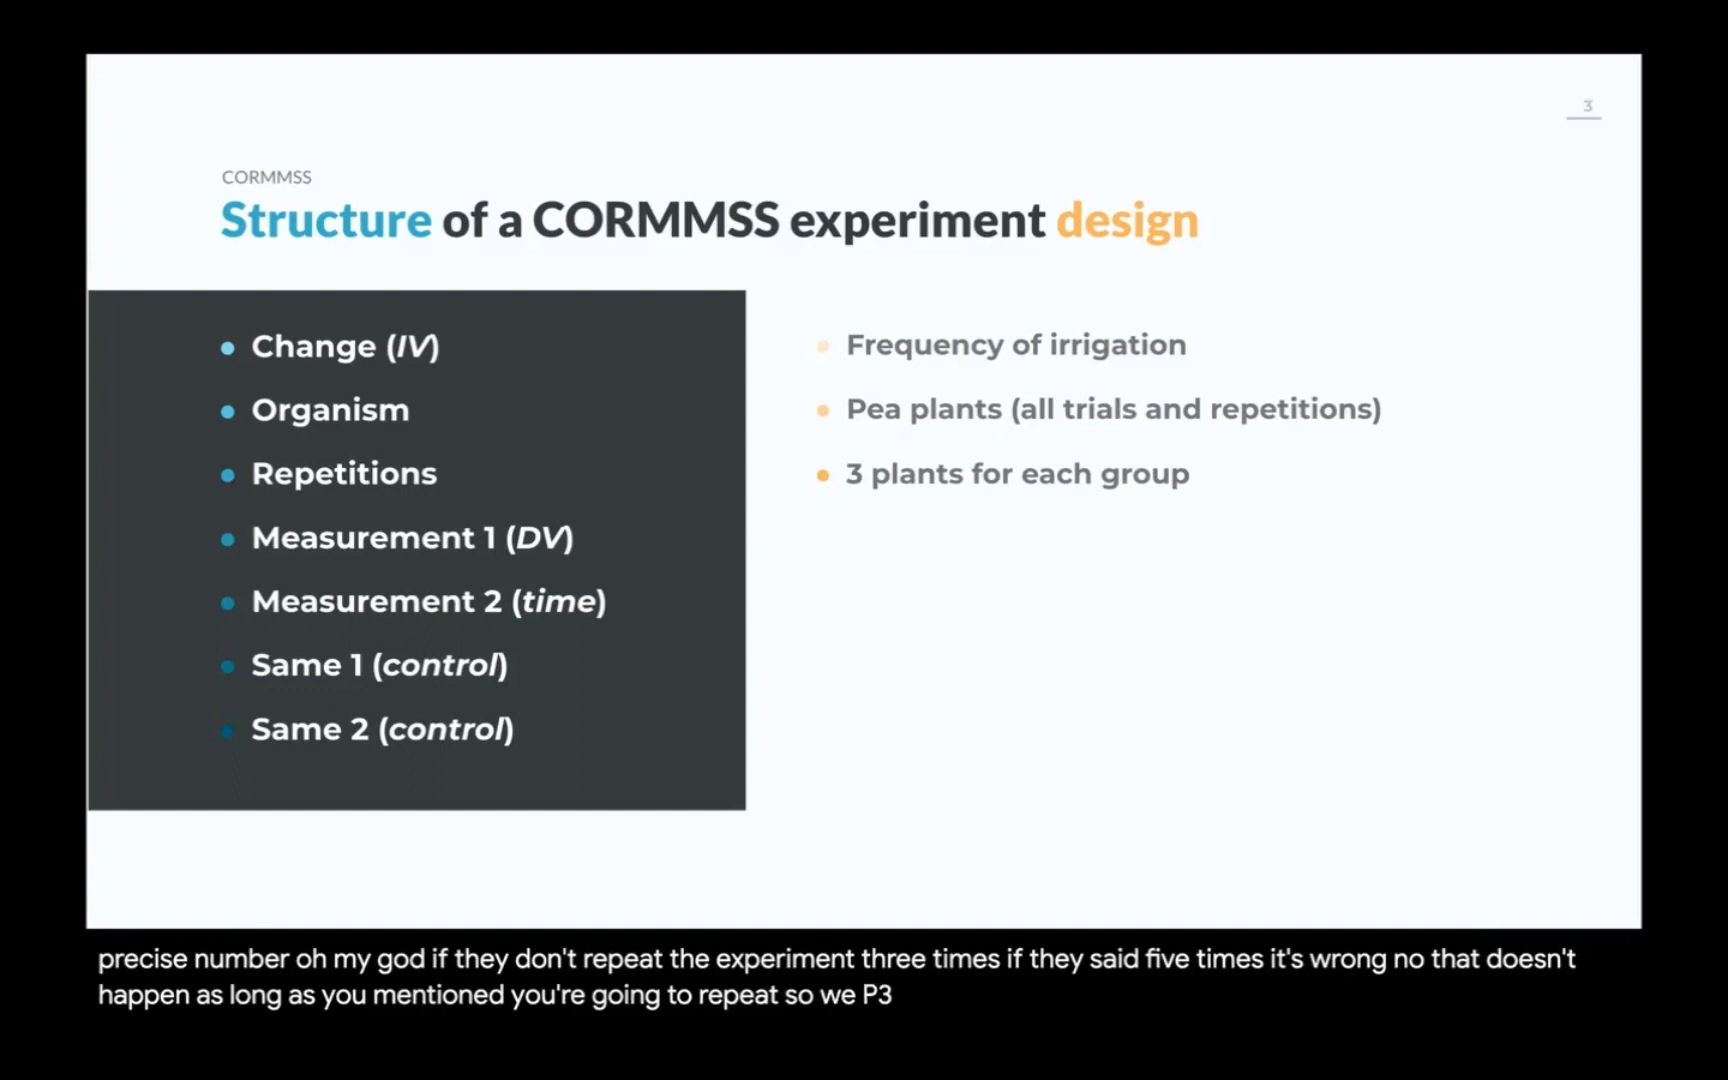 3
CORMMSS
Structure of a CORMMSS experiment design
Change (IV)
Organism
Repetitions
Measurement 1 (DV)
Measurement 2 (time)
Same 1 (control)
Same 2 (control)
Frequency of irrigation
Pea plants (all trials and repetitions)
3 plants for each group
precise number oh my god if they don't repeat the experiment three times if they said five times it's wrong no that doesn't
happen as long as you mentioned you're going to repeat so we P3